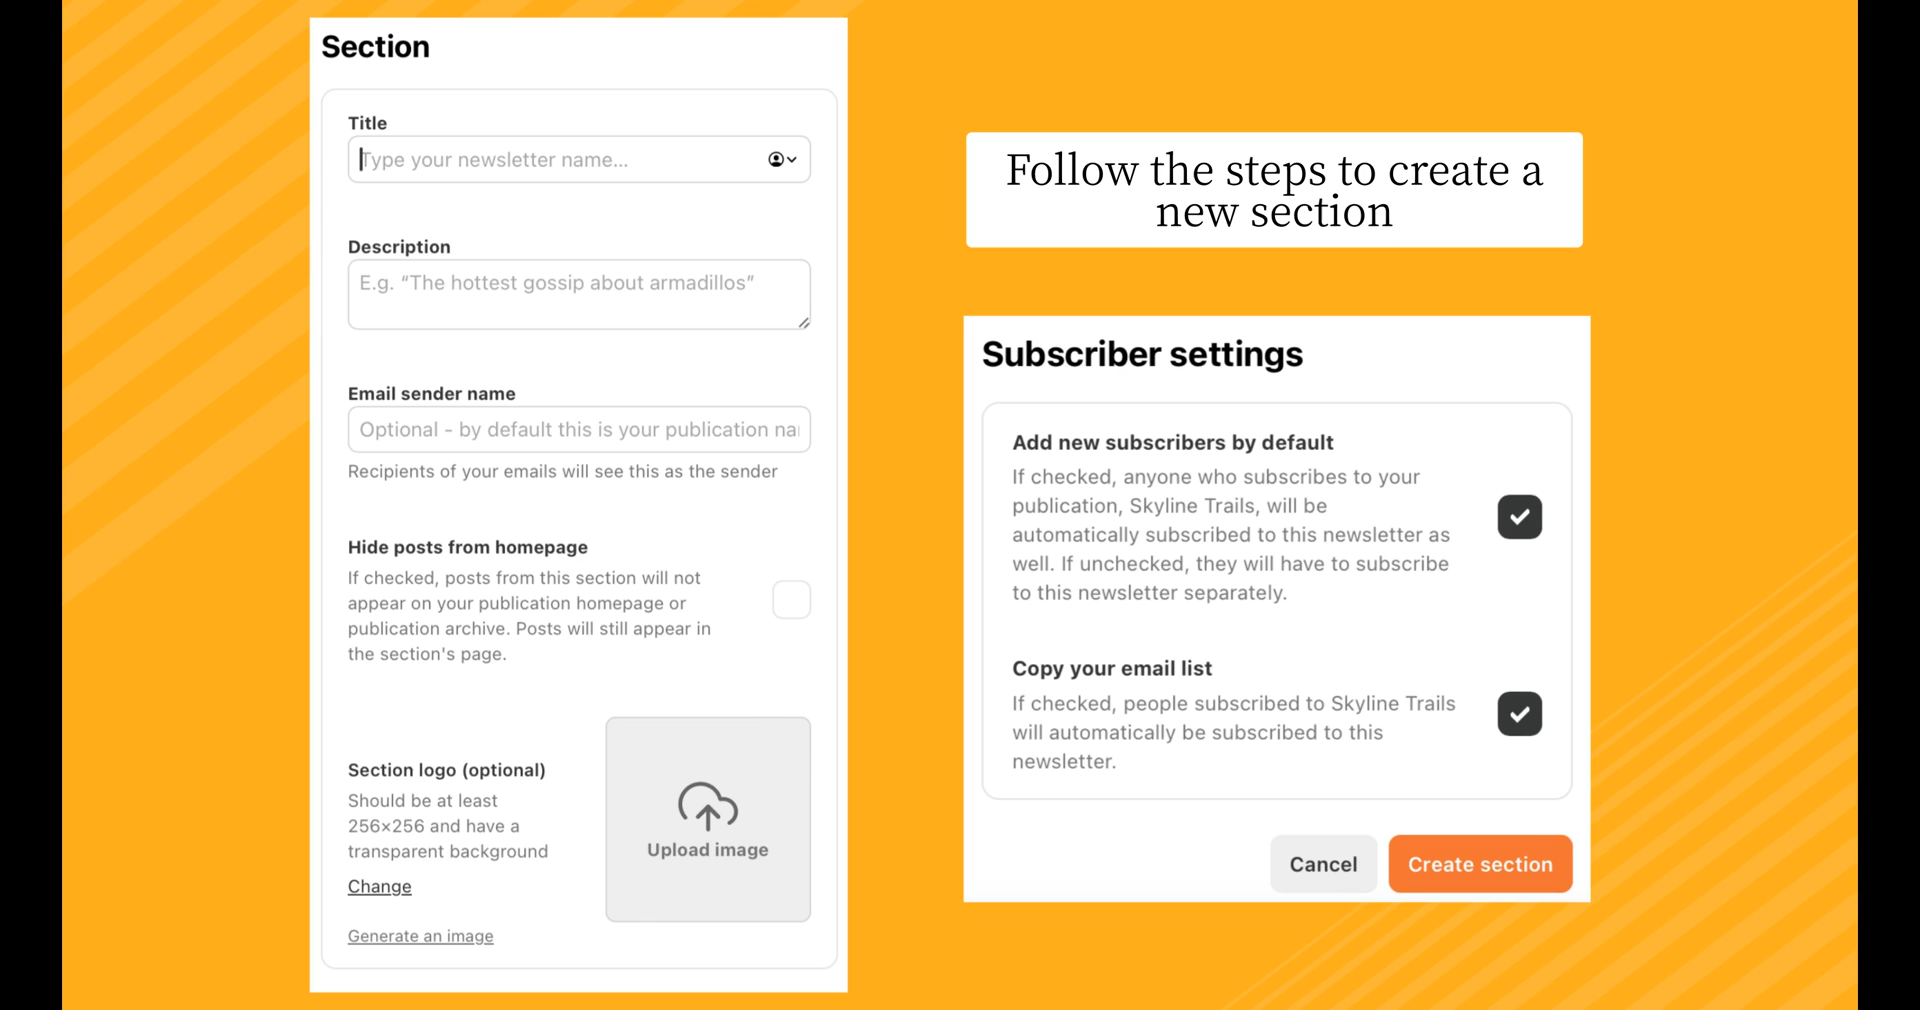 Section
Title
Type your newsletter name...
Description
E.g. “The hottest gossip about armadillos”
Email sender name
Optional - by default this is your publication na
Recipients of your emails will see this as the sender
Hide posts from homepage
If checked, posts from this section will not
appear on your publication homepage or
publication archive. Posts will still appear in
the section's page.
Section logo (optional)
Should be at least
256×256 and have a
transparent background
Change
Generate an image
Upload image
Follow the steps to create a
new section
Subscriber settings
Add new subscribers by default
If checked, anyone who subscribes to your
publication, Skyline Trails, will be
automatically subscribed to this newsletter as
well. If unchecked, they will have to subscribe
to this newsletter separately.
Copy your email list
If checked, people subscribed to Skyline Trails
will automatically be subscribed to this
newsletter.
Cancel
Create section